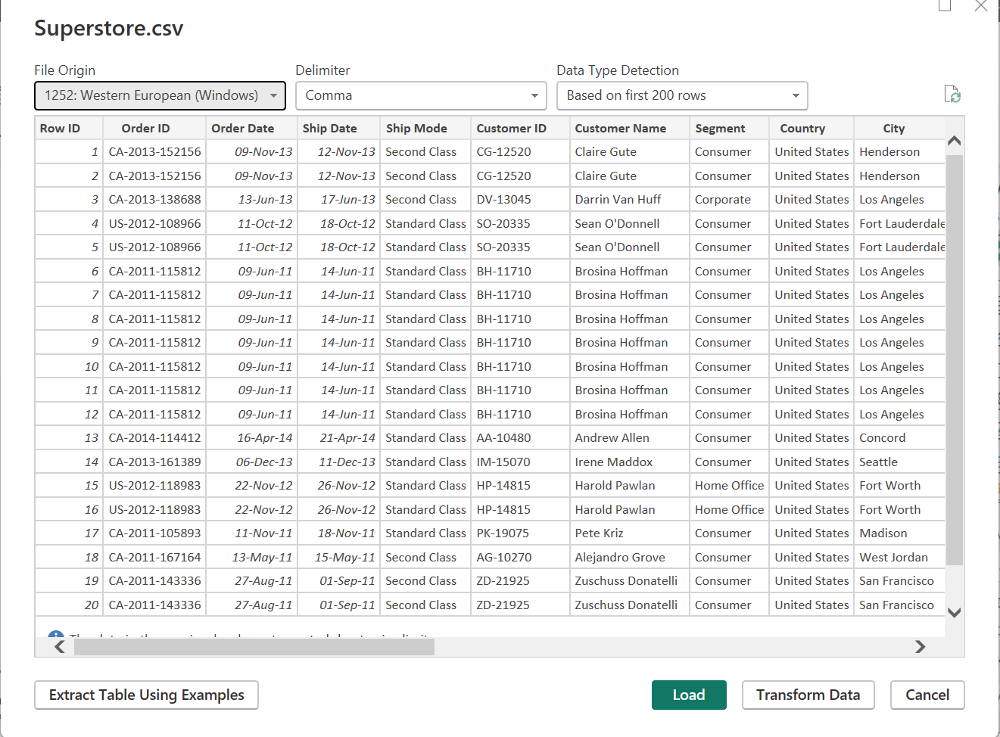 Superstore.csv
File Origin Delimiter Data Type Detection
1252: Western European (Windows) Comma Based on first 200 rows
Row ID Order ID Order Date Ship Date Ship Mode Customer ID Customer Name Segment Country City
1 CA-2013-152156 09-Nov-13 12-Nov-13 Second Class CG-12520 Claire Gute Consumer United States Henderson
2 CA-2013-152156 09-Nov-13 12-Nov-13 Second Class CG-12520 Claire Gute Consumer United States Henderson
3 CA-2013-138688 13-Jun-13 17-Jun-13 Second Class DV-13045 Darrin Van Huff Corporate United States Los Angeles
4 US-2012-108966 11-Oct-12 18-Oct-12 Standard Class SO-20335 Sean O'Donnell Consumer United States Fort Lauderdale
5 US-2012-108966 11-Oct-12 18-Oct-12 Standard Class SO-20335 Sean O'Donnell Consumer United States Fort Lauderdale
6 CA-2011-115812 09-Jun-11 14-Jun-11 Standard Class BH-11710 Brosina Hoffman Consumer United States Los Angeles
7 CA-2011-115812 09-Jun-11 14-Jun-11 Standard Class BH-11710 Brosina Hoffman Consumer United States Los Angeles
8 CA-2011-115812 09-Jun-11 14-Jun-11 Standard Class BH-11710 Brosina Hoffman Consumer United States Los Angeles
9 CA-2011-115812 09-Jun-11 14-Jun-11 Standard Class BH-11710 Brosina Hoffman Consumer United States Los Angeles
10 CA-2011-115812 09-Jun-11 14-Jun-11 Standard Class BH-11710 Brosina Hoffman Consumer United States Los Angeles
11 CA-2011-115812 09-Jun-11 14-Jun-11 Standard Class BH-11710 Brosina Hoffman Consumer United States Los Angeles
12 CA-2011-115812 09-Jun-11 14-Jun-11 Standard Class BH-11710 Brosina Hoffman Consumer United States Los Angeles
13 CA-2014-114412 16-Apr-14 21-Apr-14 Standard Class AA-10480 Andrew Allen Consumer United States Concord
14 CA-2013-161389 06-Dec-13 11-Dec-13 Standard Class IM-15070 Irene Maddox Consumer United States Seattle
15 US-2012-118983 22-Nov-12 26-Nov-12 Standard Class HP-14815 Harold Pawlan Home Office United States Fort Worth
16 US-2012-118983 22-Nov-12 26-Nov-12 Standard Class HP-14815 Harold Pawlan Home Office United States Fort Worth
17 CA-2011-105893 11-Nov-11 18-Nov-11 Standard Class PK-19075 Pete Kriz Consumer United States Madison
18 CA-2011-167164 13-May-11 15-May-11 Second Class AG-10270 Alejandro Grove Consumer United States West Jordan
19 CA-2011-143336 27-Aug-11 01-Sep-11 Second Class ZD-21925 Zuschuss Donatelli Consumer United States San Francisco
20 CA-2011-143336 27-Aug-11 01-Sep-11 Second Class ZD-21925 Zuschuss Donatelli Consumer United States San Francisco
Extract Table Using Examples Load Transform Data Cancel